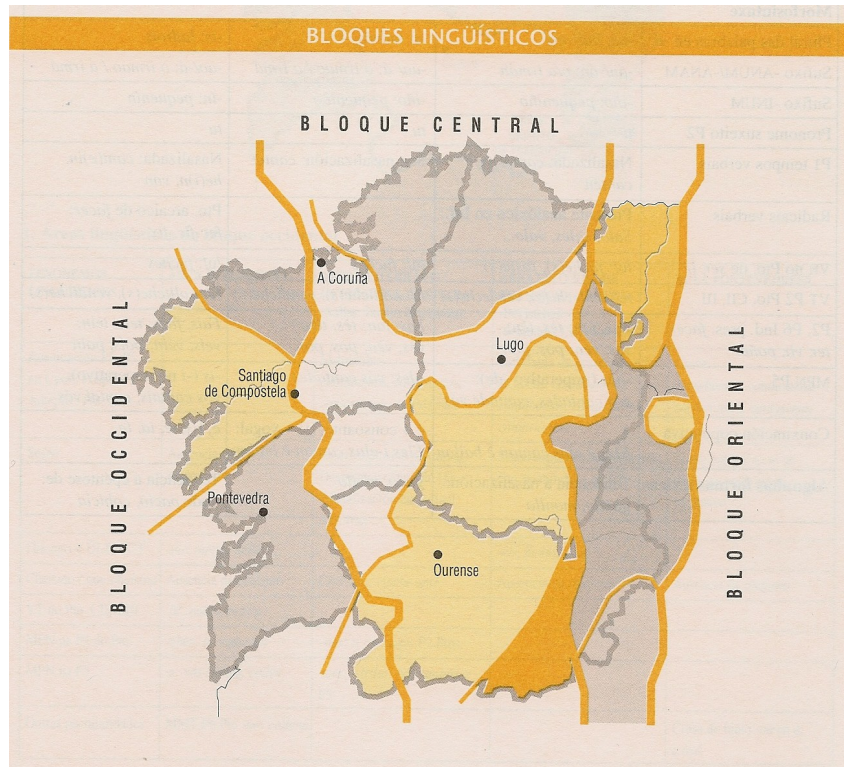 BLOQUES LINGÜÍSTICOS
BLOQUE CENTRAL
A Coruña
Lugo
Santiago
de Compostela
Pontevedra
Ourense
BLOQUE OCCIDENTAL
BLOQUE ORIENTAL